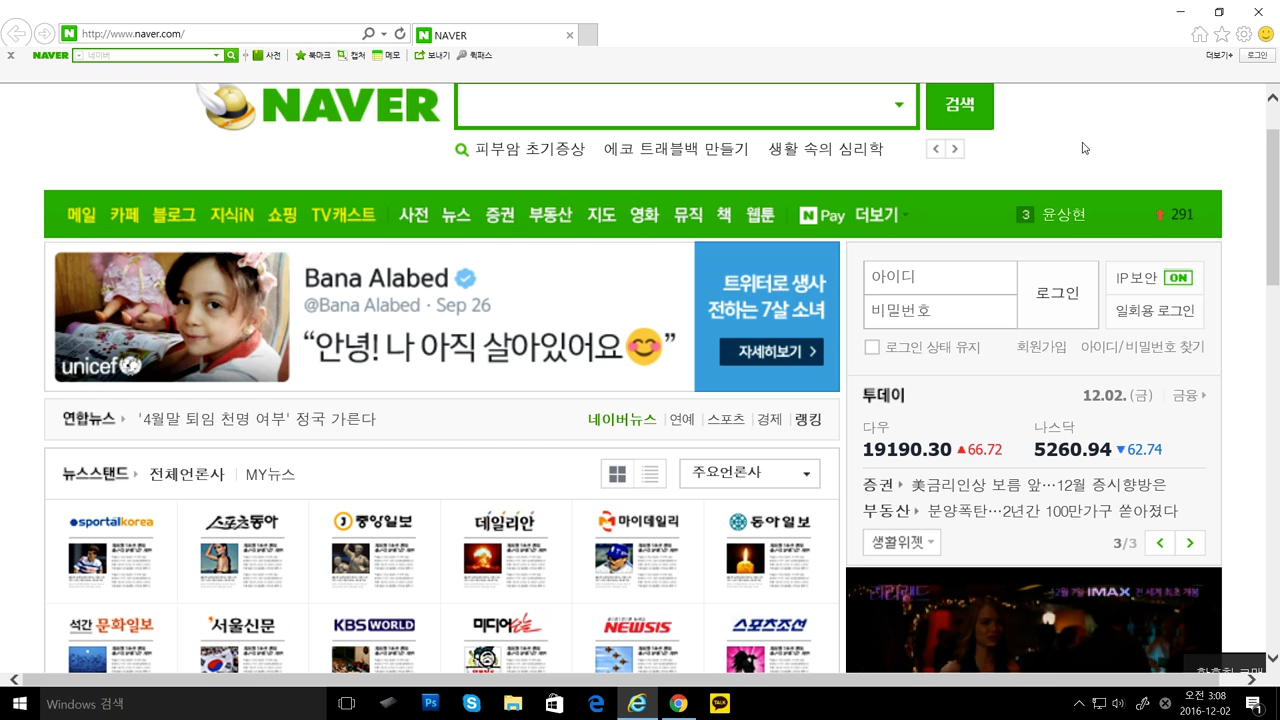 http://www.naver.com/
NAVER
NAVER 네이버 사전 북마크 캡처 메모 보내기 퀵패스 더보기+ 로그인
NAVER 검색
피부암 초기증상 에코 트래블백 만들기 생활 속의 심리학
메일 카페 블로그 지식iN 쇼핑 TV캐스트 사전 뉴스 증권 부동산 지도 영화 뮤직 책 웹툰 N Pay 더보기 3 윤상현 291
Bana Alabed
@Bana Alabed · Sep 26
“안녕! 나 아직 살아있어요😊”
unicef
트위터로 생사
전하는 7살 소녀
자세히보기 >
아이디
비밀번호
로그인
IP보안 ON
일회용 로그인
로그인 상태 유지 회원가입 아이디/비밀번호 찾기
연합뉴스 '4월말 퇴임 천명 여부' 정국 가른다 네이버뉴스 연예 스포츠 경제 랭킹
투데이 12.02.(금) 금융
다우 나스닥
19190.30 ▲66.72 5260.94 ▼62.74
증권 美금리인상 보름 앞…12월 증시향방은
부동산 분양폭탄…2년간 100만가구 쏟아졌다
생활위젯 3/3
뉴스스탠드 전체언론사 MY뉴스 주요언론사
sportalkorea 스포츠동아 중앙일보 데일리안 마이데일리 동아일보
석간 문화일보 서울신문 KBS WORLD 미디어오늘 NEWSIS 스포츠조선
12월 7일 IMAX 전 세계 최초 개봉
Windows 검색
TALK
오전 3:08
2016-12-02